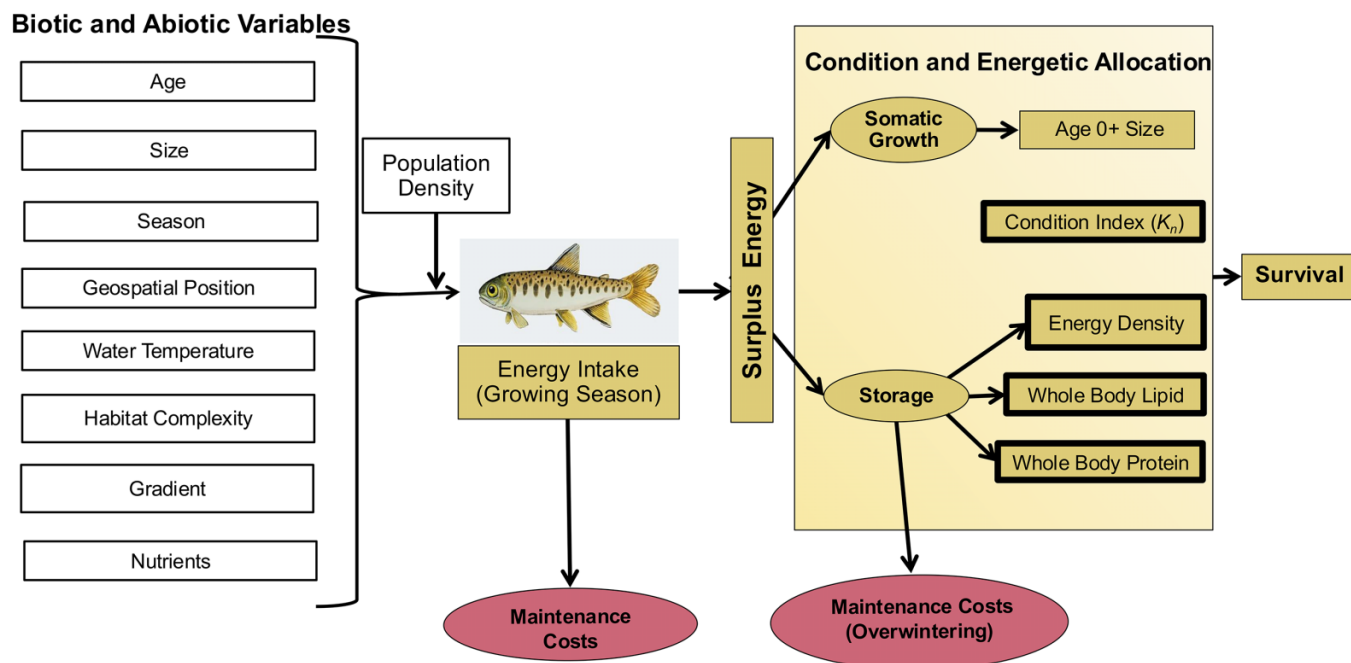 Biotic and Abiotic Variables
Age
Size
Season
Geospatial Position
Water Temperature
Habitat Complexity
Gradient
Nutrients
Population
Density
Energy Intake
(Growing Season)
Maintenance
Costs
Surplus Energy
Condition and Energetic Allocation
Somatic
Growth
Age 0+ Size
Condition Index (Kn)
Storage
Energy Density
Whole Body Lipid
Whole Body Protein
Maintenance Costs
(Overwintering)
Survival